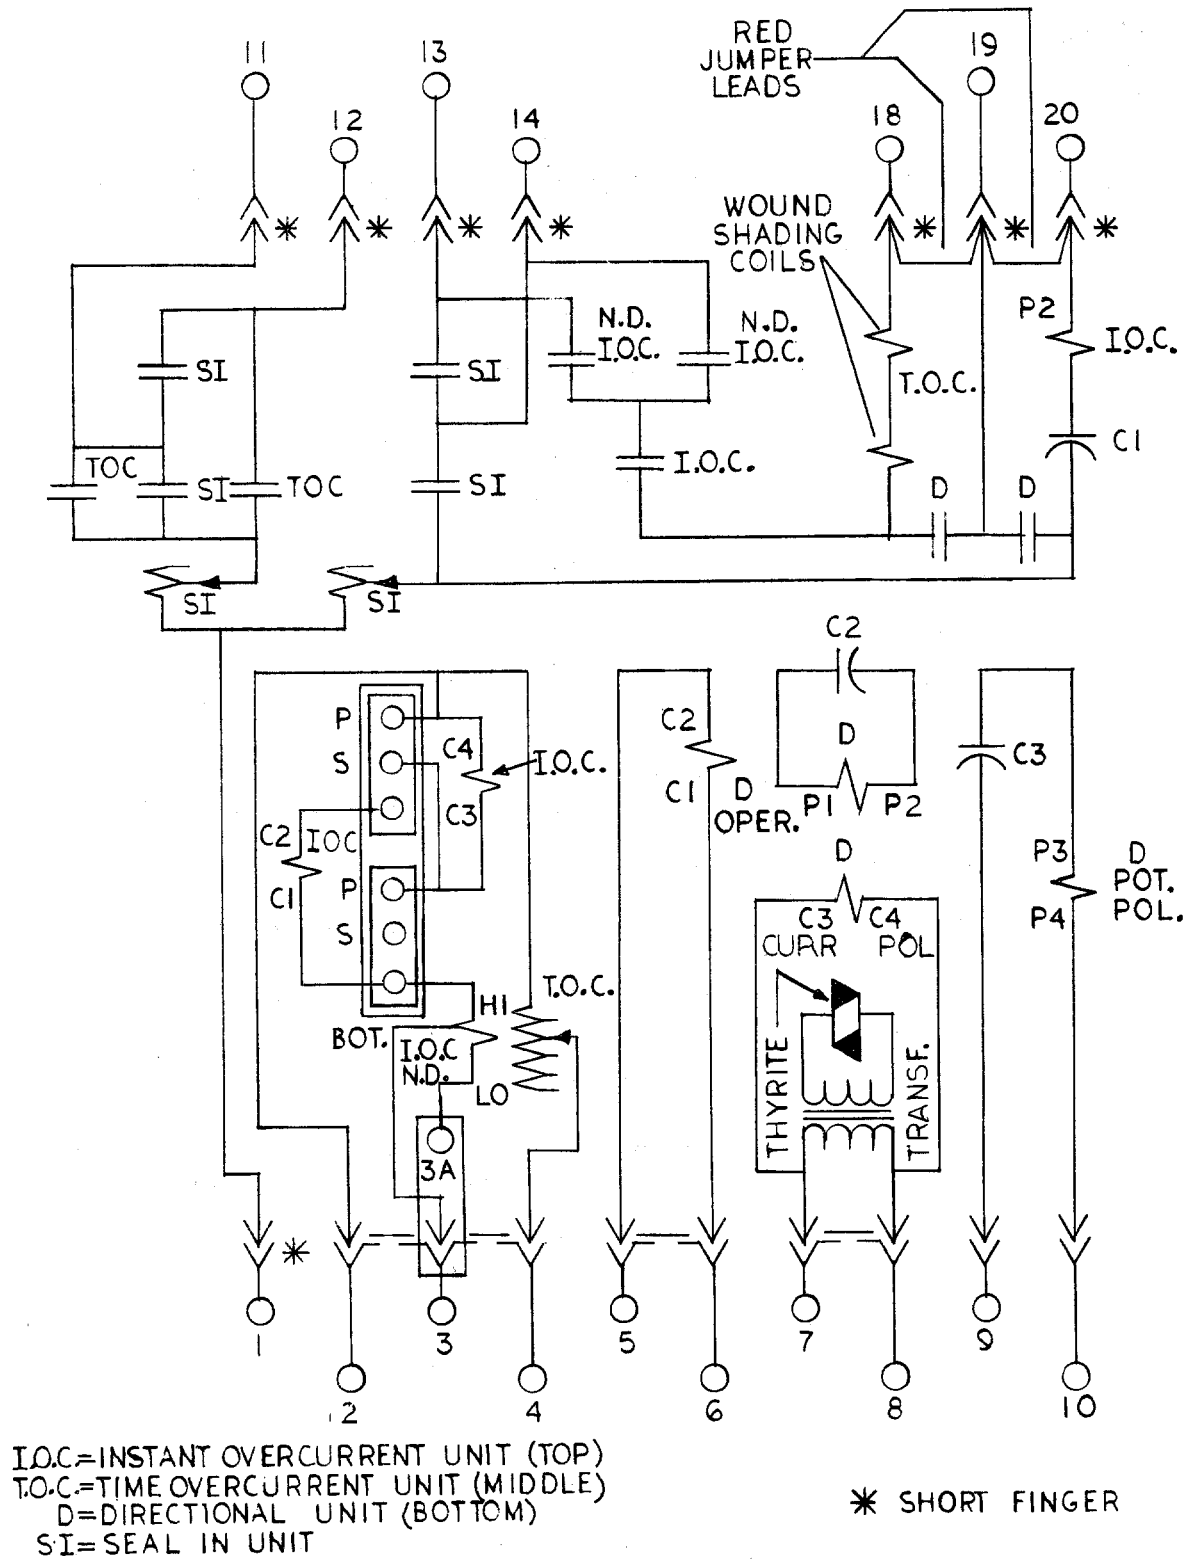 RED
JUMPER
LEADS
11
13
19
12
14
18
20
*
*
*
*
*
*
*
WOUND
SHADING
COILS
P2
N.D.
I.O.C.
N.D.
I.O.C.
I.O.C.
SI
SI
T.O.C.
C1
TOC
SI
TOC
SI
I.O.C.
D
D
SI
SI
C2
P
C4
I.O.C.
C2
D
C3
S
C1
D
OPER.
P1
P2
C3
C2
IOC
C1
P
S
D
P3
P4
D
POT.
POL.
C3
C4
CURR
POL
T.O.C.
HI
BOT.
I.O.C
N.D.
LO
THYRITE
TRANSF.
3A
*
1
3
5
7
9
2
4
6
8
10
I.O.C.=INSTANT OVERCURRENT UNIT (TOP)
T.O.C.=TIME OVERCURRENT UNIT (MIDDLE)
D=DIRECTIONAL UNIT (BOTTOM)
S.I=SEAL IN UNIT
* SHORT FINGER